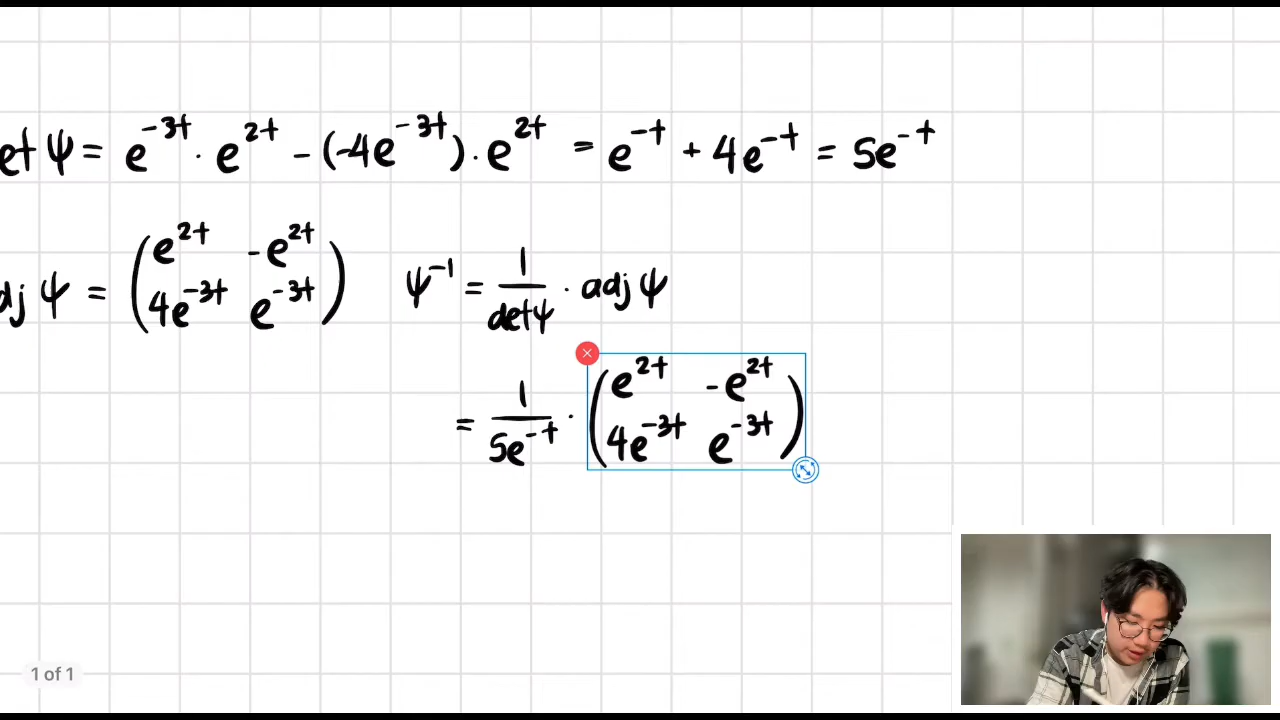 et ψ = e^{-3t} · e^{2t} - (-4e^{-3t}) · e^{2t} = e^{-t} + 4e^{-t} = 5e^{-t}
dj ψ = (e^{2t} -e^{2t}
4e^{-3t} e^{-3t})
ψ^{-1} = 1/detψ · adj ψ
= 1/5e^{-t} · (e^{2t} -e^{2t}
4e^{-3t} e^{-3t})
1 of 1